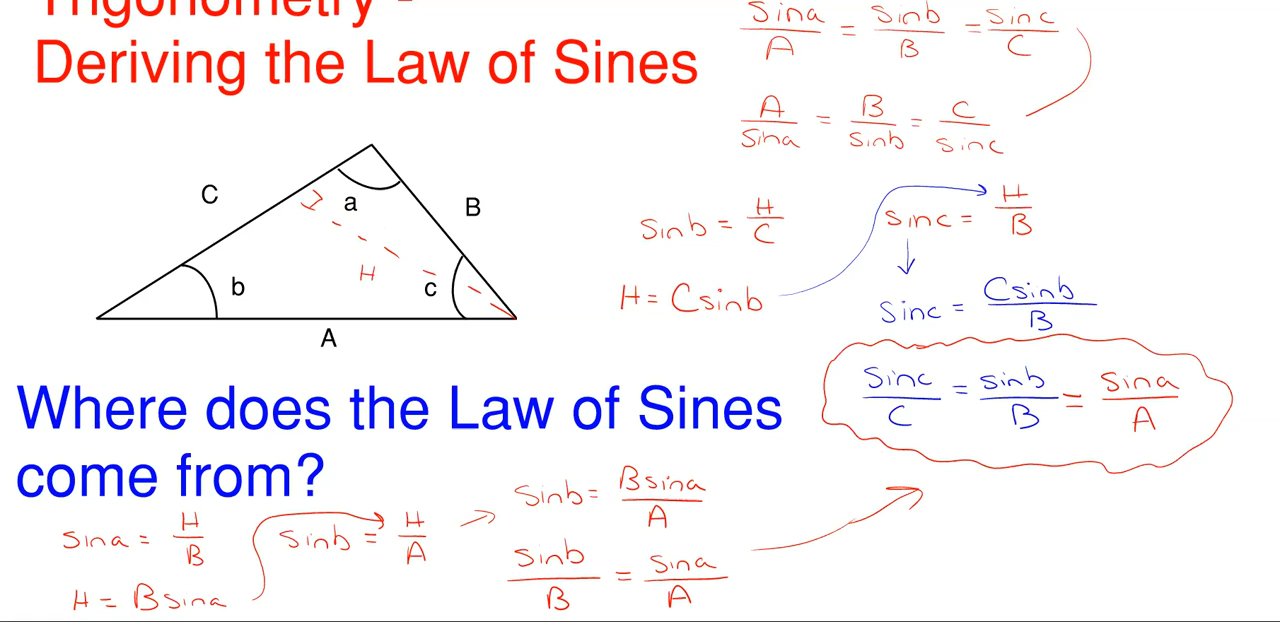 Trigonometry -
Deriving the Law of Sines
Sina/A = Sinb/B = Sinc/C
A/Sina = B/Sinb = C/Sinc
C
a
B
H
b
c
A
Sinb = H/C
Sinc = H/B
H = Csinb
Sinc = Csinb/B
Sinc/C = Sinb/B = Sina/A
Where does the Law of Sines
come from?
Sina = H/B
Sinb = H/A
Sinb = Bsina/A
H = Bsina
Sinb/B = Sina/A